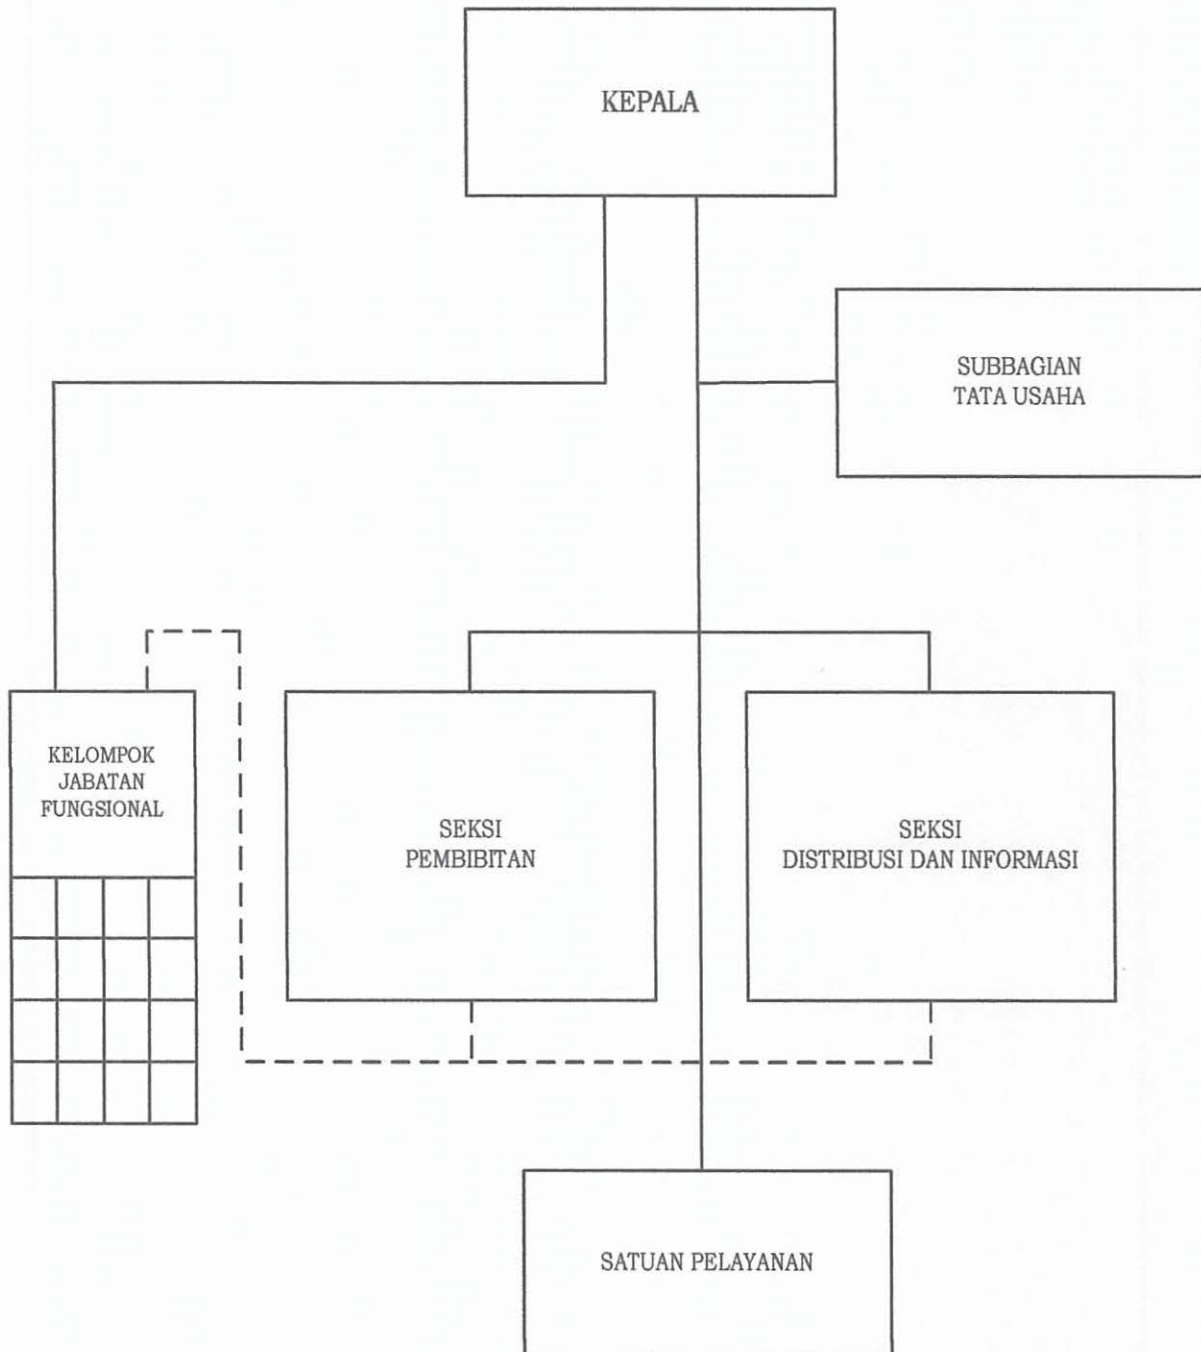 KEPALA
SUBBAGIAN
TATA USAHA
KELOMPOK
JABATAN
FUNGSIONAL
SEKSI
PEMBIBITAN
SEKSI
DISTRIBUSI DAN INFORMASI
SATUAN PELAYANAN